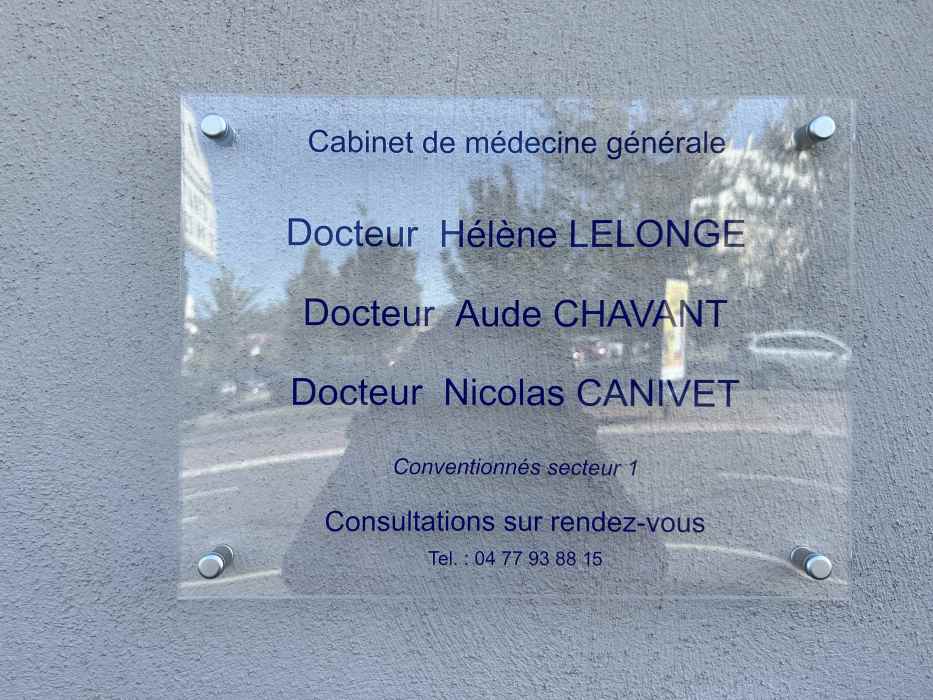 Cabinet de médecine générale
Docteur Hélène LELONGE
Docteur Aude CHAVANT
Docteur Nicolas CANIVET
Conventionnés secteur 1
Consultations sur rendez-vous
Tel. : 04 77 93 88 15